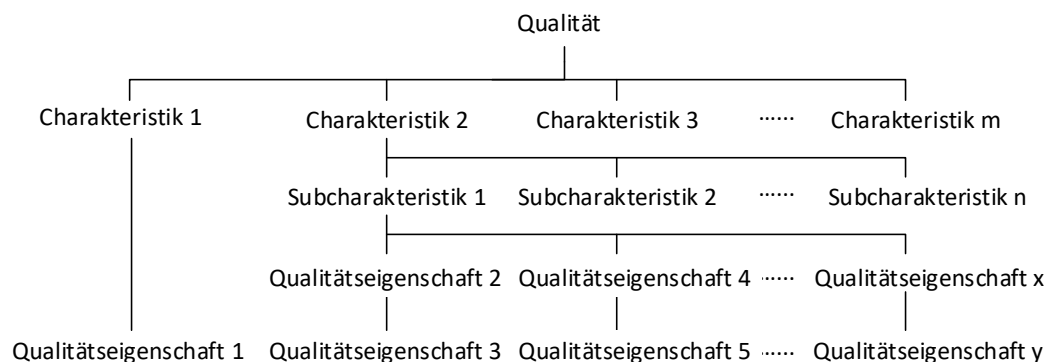 Qualität
Charakteristik 1 Charakteristik 2 Charakteristik 3 ...... Charakteristik m
Subcharakteristik 1 Subcharakteristik 2 ...... Subcharakteristik n
Qualitätseigenschaft 2 Qualitätseigenschaft 4 ...... Qualitätseigenschaft x
Qualitätseigenschaft 1 Qualitätseigenschaft 3 Qualitätseigenschaft 5 ...... Qualitätseigenschaft y